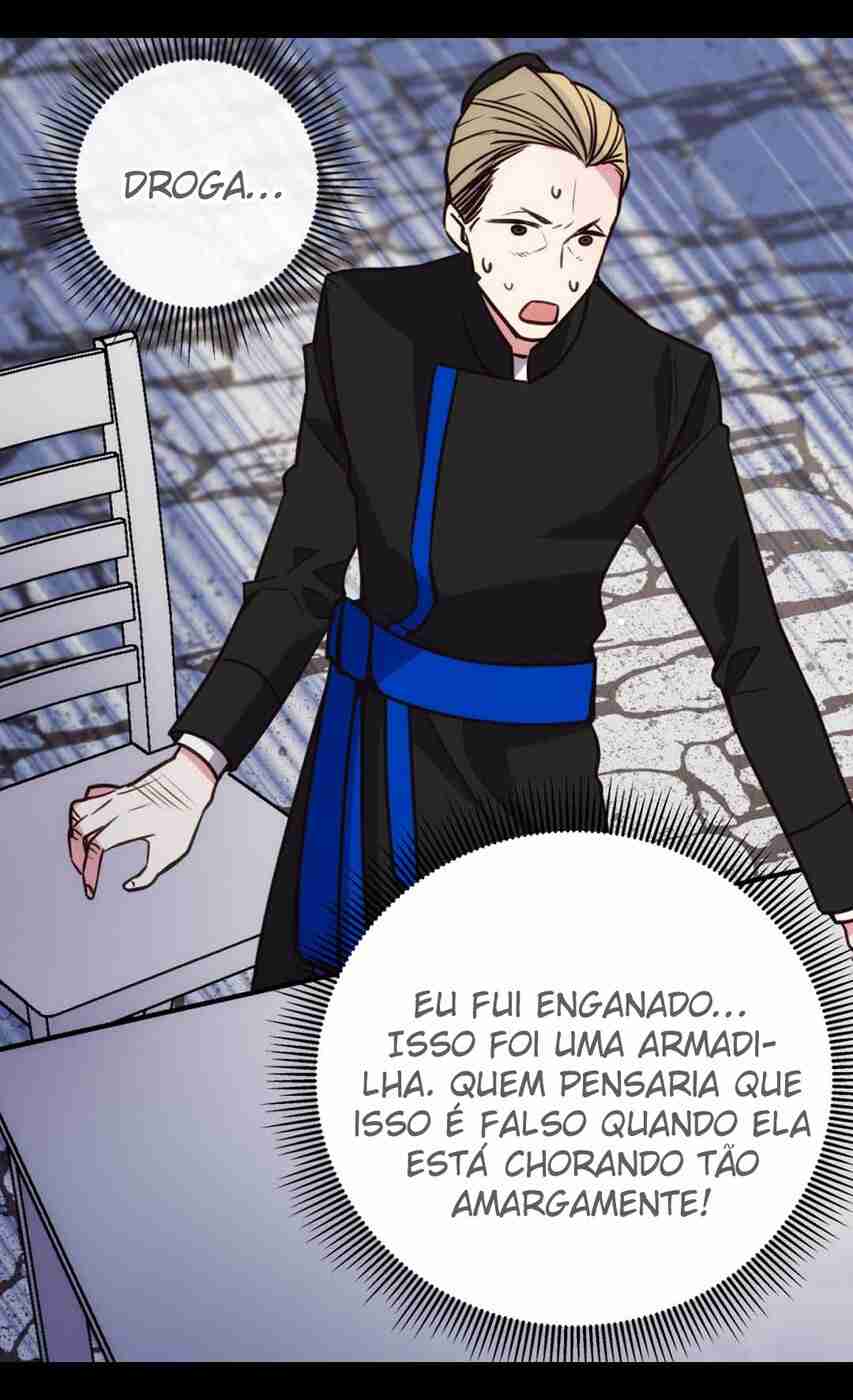 DROGA...
EU FUI ENGANADO...
ISSO FOI UMA ARMADI-
LHA. QUEM PENSARIA QUE
ISSO É FALSO QUANDO ELA
ESTÁ CHORANDO TÃO
AMARGAMENTE!